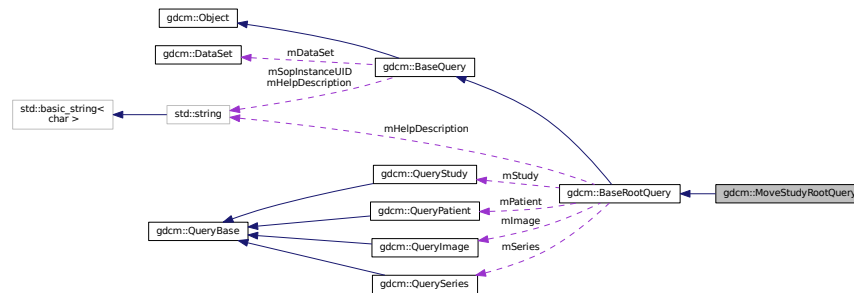 gdcm::Object
gdcm::DataSet
mDataSet
gdcm::BaseQuery
mSopInstanceUID
mHelpDescription
std::basic_string<
char >
std::string
mHelpDescription
gdcm::QueryStudy
mStudy
gdcm::BaseRootQuery
gdcm::MoveStudyRootQuery
mPatient
gdcm::QueryPatient
mImage
gdcm::QueryBase
gdcm::QueryImage
mSeries
gdcm::QuerySeries